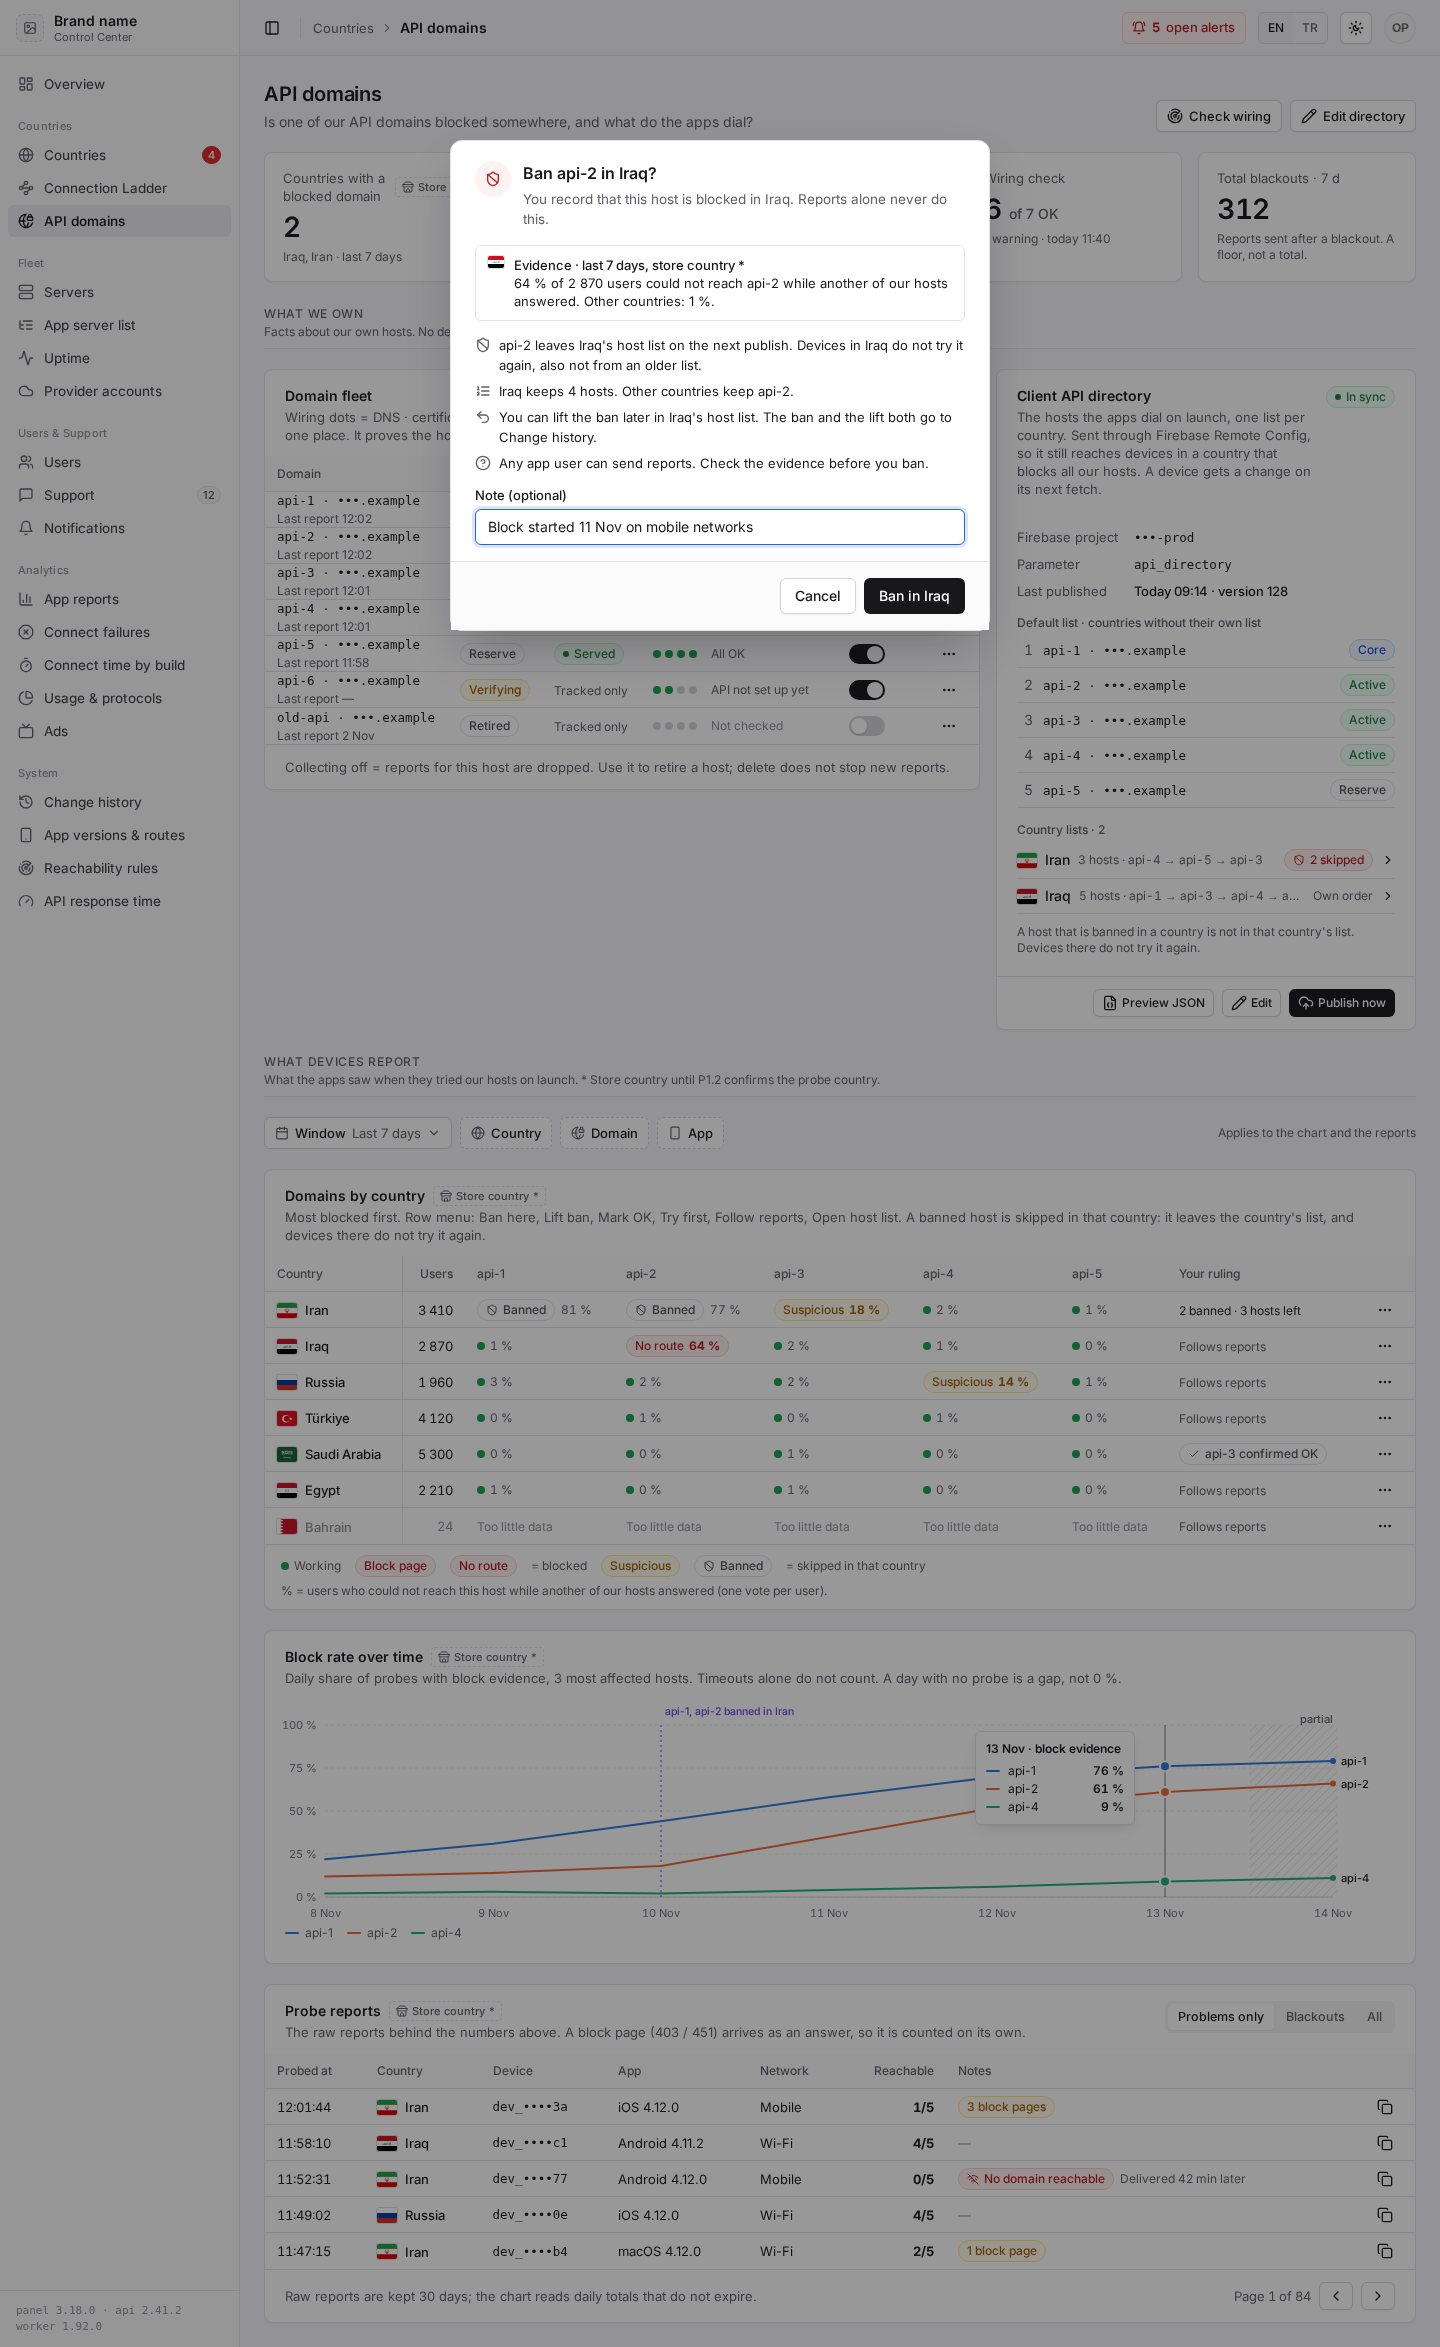 Brand name
Control Center
Countries > API domains
5 open alerts
EN TR
OP
Overview
Countries
Countries 4
Connection Ladder
API domains
Fleet
Servers
App server list
Uptime
Provider accounts
Users & Support
Users
Support 12
Notifications
Analytics
App reports
Connect failures
Connect time by build
Usage & protocols
Ads
System
Change history
App versions & routes
Reachability rules
API response time
panel 3.18.0 · api 2.41.2
worker 1.92.0
API domains
Is one of our API domains blocked somewhere, and what do the apps dial?
Check wiring
Edit directory
Countries with a
blocked domain
Store
2
Iraq, Iran · last 7 days
Wiring check
6 of 7 OK
warning · today 11:40
Total blackouts · 7 d
312
Reports sent after a blackout. A
floor, not a total.
Ban api-2 in Iraq?
You record that this host is blocked in Iraq. Reports alone never do
this.
Evidence · last 7 days, store country *
64 % of 2 870 users could not reach api-2 while another of our hosts
answered. Other countries: 1 %.
api-2 leaves Iraq's host list on the next publish. Devices in Iraq do not try it
again, also not from an older list.
Iraq keeps 4 hosts. Other countries keep api-2.
You can lift the ban later in Iraq's host list. The ban and the lift both go to
Change history.
Any app user can send reports. Check the evidence before you ban.
Note (optional)
Block started 11 Nov on mobile networks
Cancel
Ban in Iraq
WHAT WE OWN
Facts about our own hosts. No de
Domain fleet
Wiring dots = DNS · certific
one place. It proves the ho
Domain
api-1 · •••.example
Last report 12:02
api-2 · •••.example
Last report 12:02
api-3 · •••.example
Last report 12:01
api-4 · •••.example
Last report 12:01
api-5 · •••.example
Last report 11:58
Reserve Served All OK
api-6 · •••.example
Last report —
Verifying Tracked only API not set up yet
old-api · •••.example
Last report 2 Nov
Retired Tracked only Not checked
Collecting off = reports for this host are dropped. Use it to retire a host; delete does not stop new reports.
Client API directory
In sync
The hosts the apps dial on launch, one list per
country. Sent through Firebase Remote Config,
so it still reaches devices in a country that
blocks all our hosts. A device gets a change on
its next fetch.
Firebase project •••-prod
Parameter api_directory
Last published Today 09:14 · version 128
Default list · countries without their own list
1 api-1 · •••.example Core
2 api-2 · •••.example Active
3 api-3 · •••.example Active
4 api-4 · •••.example Active
5 api-5 · •••.example Reserve
Country lists · 2
Iran 3 hosts · api-4 → api-5 → api-3 2 skipped
Iraq 5 hosts · api-1 → api-3 → api-4 → a… Own order
A host that is banned in a country is not in that country's list.
Devices there do not try it again.
Preview JSON
Edit
Publish now
WHAT DEVICES REPORT
What the apps saw when they tried our hosts on launch. * Store country until P1.2 confirms the probe country.
Window Last 7 days
Country
Domain
App
Applies to the chart and the reports
Domains by country
Store country *
Most blocked first. Row menu: Ban here, Lift ban, Mark OK, Try first, Follow reports, Open host list. A banned host is skipped in that country: it leaves the country's list, and
devices there do not try it again.
Country Users api-1 api-2 api-3 api-4 api-5 Your ruling
Iran 3 410 Banned 81 % Banned 77 % Suspicious 18 % 2 % 1 % 2 banned · 3 hosts left
Iraq 2 870 1 % No route 64 % 2 % 1 % 0 % Follows reports
Russia 1 960 3 % 2 % 2 % Suspicious 14 % 1 % Follows reports
Türkiye 4 120 0 % 1 % 0 % 1 % 0 % Follows reports
Saudi Arabia 5 300 0 % 0 % 1 % 0 % 0 % api-3 confirmed OK
Egypt 2 210 1 % 0 % 1 % 0 % 0 % Follows reports
Bahrain 24 Too little data Too little data Too little data Too little data Too little data Follows reports
Working Block page No route = blocked Suspicious Banned = skipped in that country
% = users who could not reach this host while another of our hosts answered (one vote per user).
Block rate over time
Store country *
Daily share of probes with block evidence, 3 most affected hosts. Timeouts alone do not count. A day with no probe is a gap, not 0 %.
api-1, api-2 banned in Iran
partial
100 %
75 %
50 %
25 %
0 %
13 Nov · block evidence
api-1 76 %
api-2 61 %
api-4 9 %
api-1
api-2
api-4
8 Nov 9 Nov 10 Nov 11 Nov 12 Nov 13 Nov 14 Nov
api-1 api-2 api-4
Probe reports
Store country *
The raw reports behind the numbers above. A block page (403 / 451) arrives as an answer, so it is counted on its own.
Problems only Blackouts All
Probed at Country Device App Network Reachable Notes
12:01:44 Iran dev_••••3a iOS 4.12.0 Mobile 1/5 3 block pages
11:58:10 Iraq dev_••••c1 Android 4.11.2 Wi-Fi 4/5 —
11:52:31 Iran dev_••••77 Android 4.12.0 Mobile 0/5 No domain reachable Delivered 42 min later
11:49:02 Russia dev_••••0e iOS 4.12.0 Wi-Fi 4/5 —
11:47:15 Iran dev_••••b4 macOS 4.12.0 Wi-Fi 2/5 1 block page
Raw reports are kept 30 days; the chart reads daily totals that do not expire.
Page 1 of 84